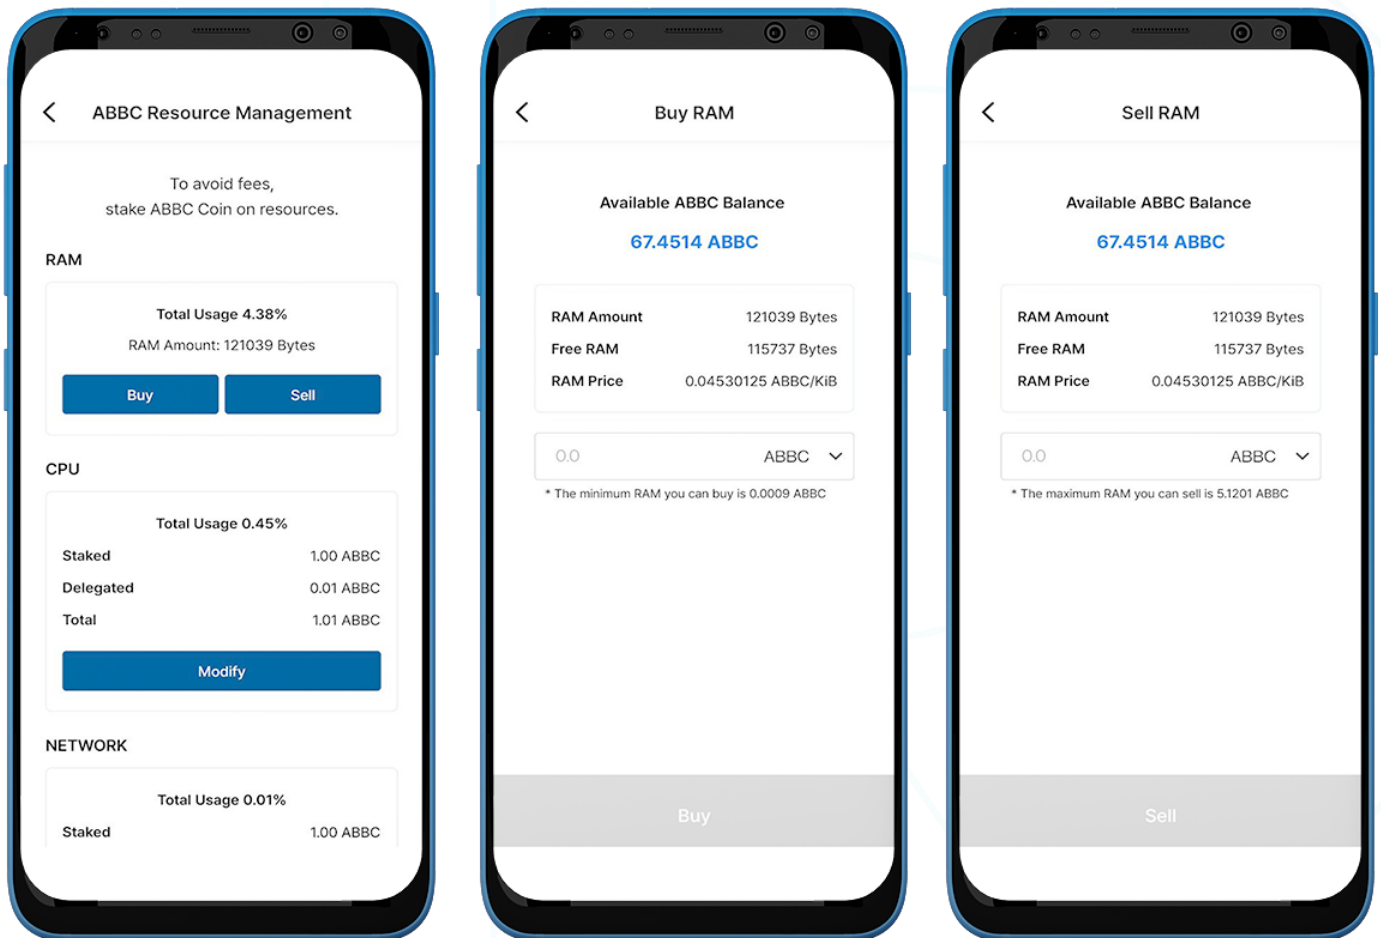 ABBC Resource Management
To avoid fees,
stake ABBC Coin on resources.
RAM
Total Usage 4.38%
RAM Amount: 121039 Bytes
Buy Sell
CPU
Total Usage 0.45%
Staked 1.00 ABBC
Delegated 0.01 ABBC
Total 1.01 ABBC
Modify
NETWORK
Total Usage 0.01%
Staked 1.00 ABBC
Buy RAM
Available ABBC Balance
67.4514 ABBC
RAM Amount 121039 Bytes
Free RAM 115737 Bytes
RAM Price 0.04530125 ABBC/KiB
0.0 ABBC
* The minimum RAM you can buy is 0.0009 ABBC
Buy
Sell RAM
Available ABBC Balance
67.4514 ABBC
RAM Amount 121039 Bytes
Free RAM 115737 Bytes
RAM Price 0.04530125 ABBC/KiB
0.0 ABBC
* The maximum RAM you can sell is 5.1201 ABBC
Sell